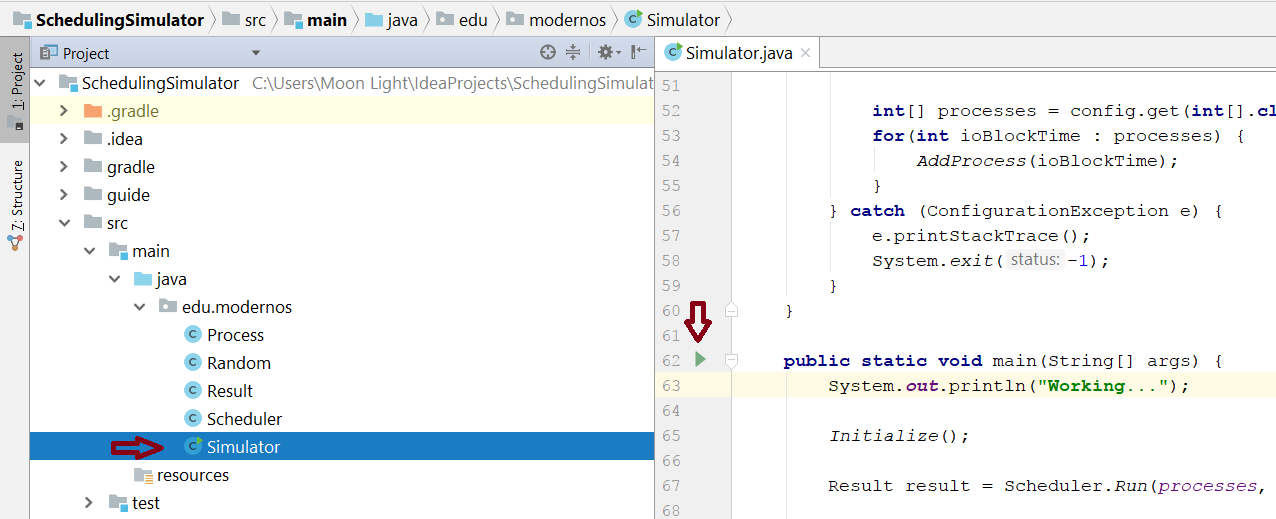 SchedulingSimulator src main java edu modernos Simulator
1: Project
7: Structure
Project
SchedulingSimulator C:\Users\Moon Light\IdeaProjects\SchedulingSimulat
.gradle
.idea
gradle
guide
src
main
java
edu.modernos
Process
Random
Result
Scheduler
Simulator
resources
test
Simulator.java
51
52 int[] processes = config.get(int[].cl
53 for(int ioBlockTime : processes) {
54 AddProcess(ioBlockTime);
55 }
56 } catch (ConfigurationException e) {
57 e.printStackTrace();
58 System.exit( status: -1);
59 }
60 }
61
62 public static void main(String[] args) {
63 System.out.println("Working...");
64
65 Initialize();
66
67 Result result = Scheduler.Run(processes,
68